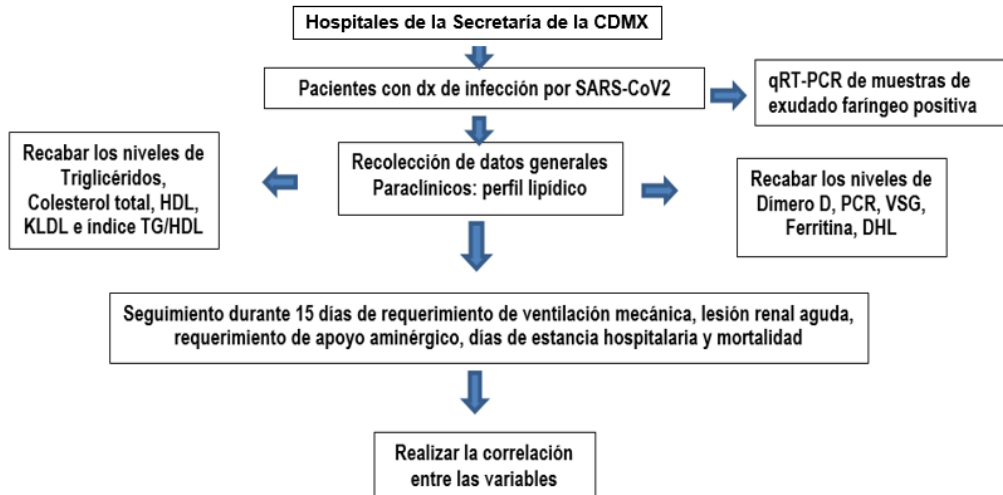 Hospitales de la Secretaría de la CDMX
Pacientes con dx de infección por SARS-CoV2
qRT-PCR de muestras de
exudado faríngeo positiva
Recabar los niveles de
Triglicéridos,
Colesterol total, HDL,
KLDL e índice TG/HDL
Recolección de datos generales
Paraclínicos: perfil lipídico
Recabar los niveles de
Dímero D, PCR, VSG,
Ferritina, DHL
Seguimiento durante 15 días de requerimiento de ventilación mecánica, lesión renal aguda,
requerimiento de apoyo aminérgico, días de estancia hospitalaria y mortalidad
Realizar la correlación
entre las variables